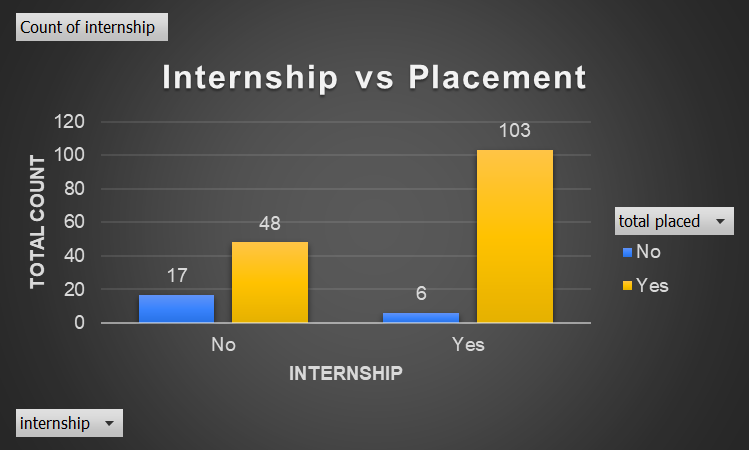 Count of internship
Internship vs Placement
TOTAL COUNT
120
100
80
60
40
20
0
17
48
6
103
No
Yes
INTERNSHIP
total placed
No
Yes
internship